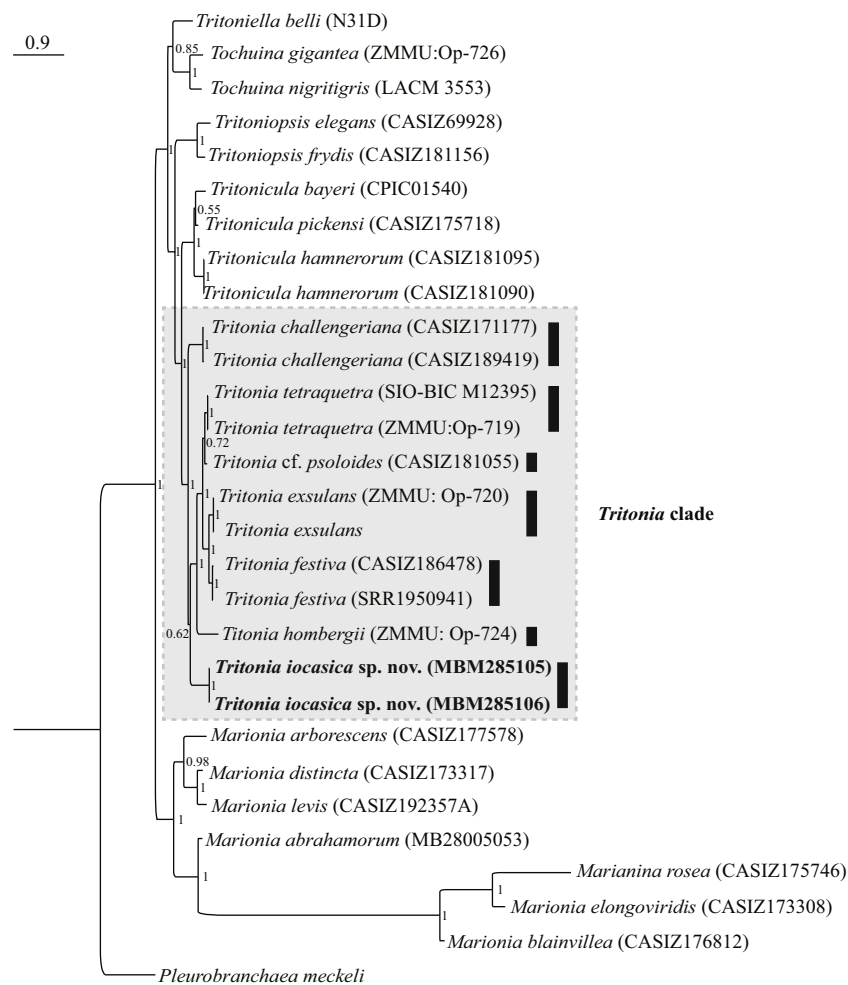 Tritoniella belli (N31D)
0.9
0.85
Tochuina gigantea (ZMMU:Op-726)
1
Tochuina nigritigris (LACM 3553)
Tritoniopsis elegans (CASIZ69928)
1
1
Tritoniopsis frydis (CASIZ181156)
Tritonicula bayeri (CPIC01540)
0.55
Tritonicula pickensi (CASIZ175718)
1
1
Tritonicula hamnerorum (CASIZ181095)
1
Tritonicula hamnerorum (CASIZ181090)
Tritonia challengeriana (CASIZ171177)
1
1
Tritonia challengeriana (CASIZ189419)
Tritonia tetraquetra (SIO-BIC M12395)
1
Tritonia tetraquetra (ZMMU:Op-719)
0.72
Tritonia cf. psoloides (CASIZ181055)
1
1
1
Tritonia exsulans (ZMMU: Op-720)
1
Tritonia clade
Tritonia exsulans
1
1
Tritonia festiva (CASIZ186478)
1
Tritonia festiva (SRR1950941)
0.62
Titonia hombergii (ZMMU: Op-724)
Tritonia iocasica sp. nov. (MBM285105)
1
Tritonia iocasica sp. nov. (MBM285106)
Marionia arborescens (CASIZ177578)
0.98
Marionia distincta (CASIZ173317)
1
Marionia levis (CASIZ192357A)
1
Marionia abrahamorum (MB28005053)
1
Marianina rosea (CASIZ175746)
1
Marionia elongoviridis (CASIZ173308)
1
Marionia blainvillea (CASIZ176812)
Pleurobranchaea meckeli